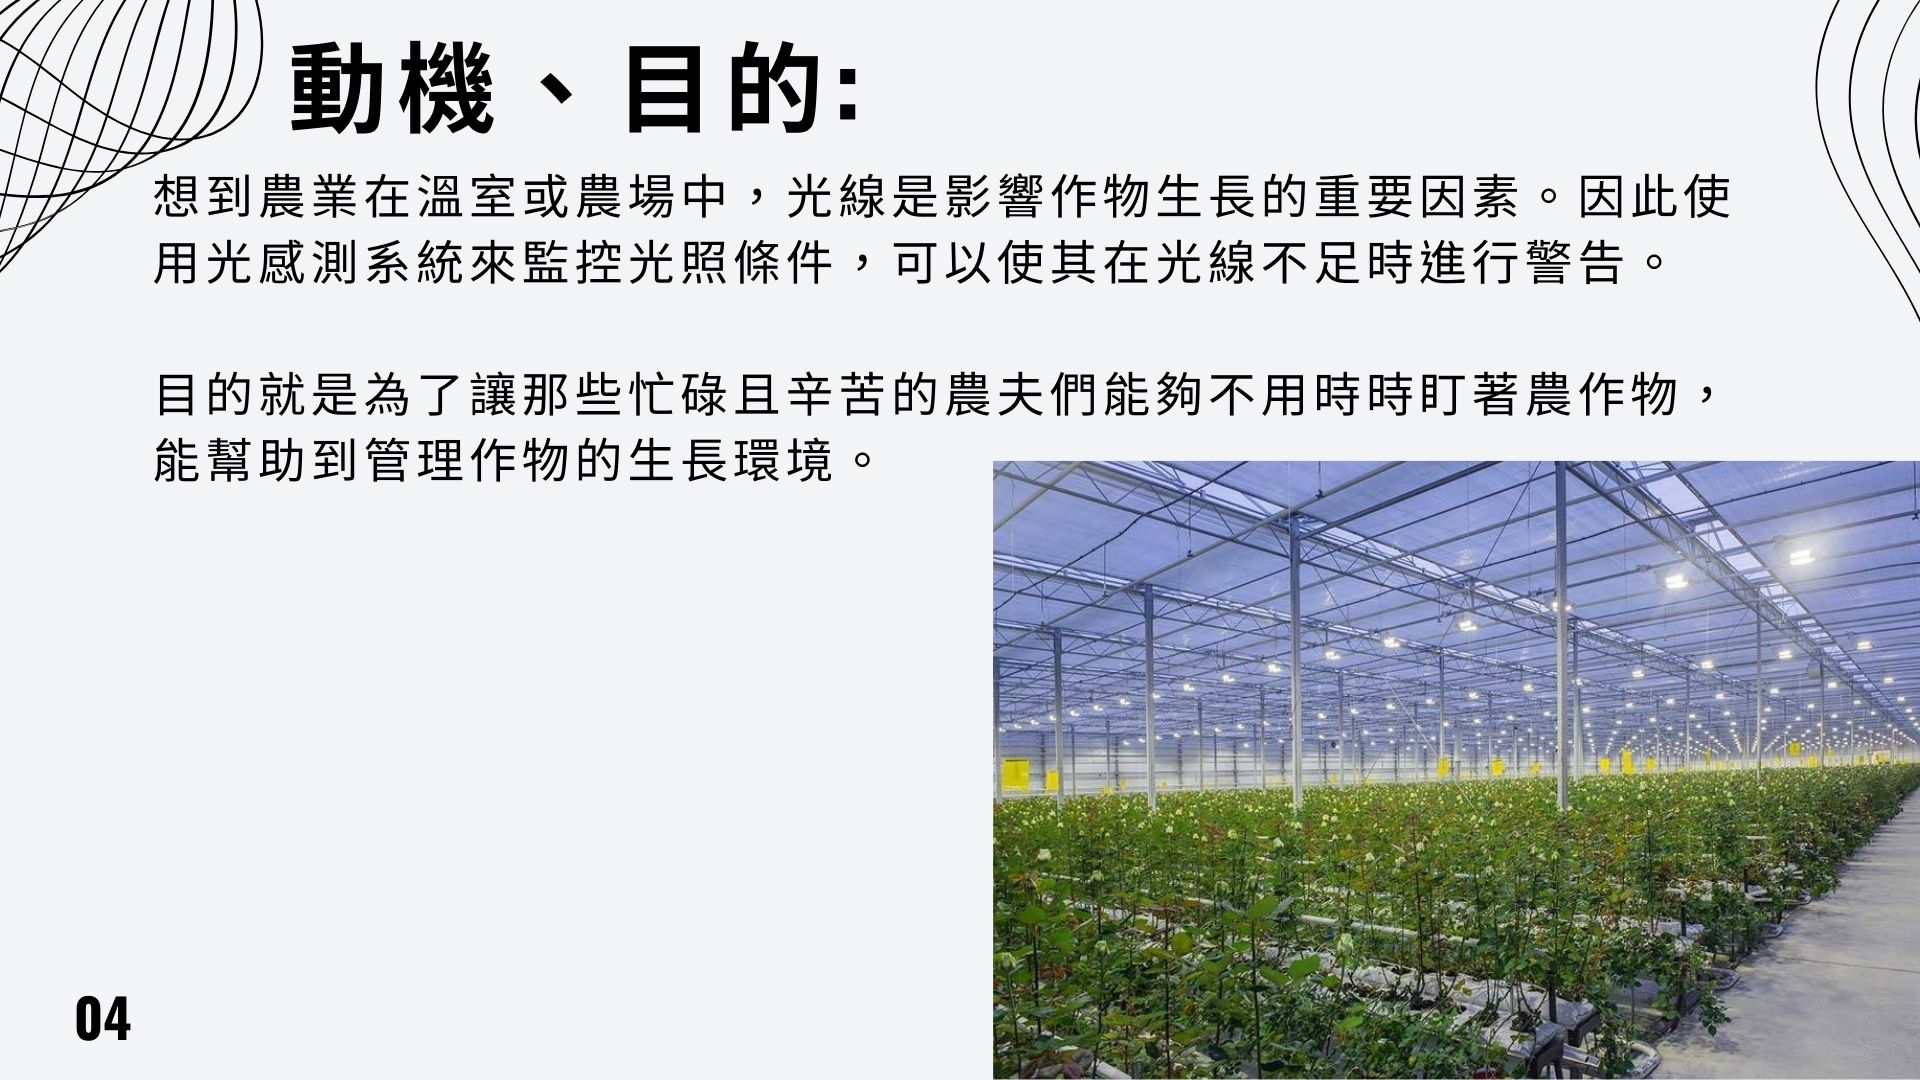 動機、目的:
想到農業在溫室或農場中，光線是影響作物生長的重要因素。因此使
用光感測系統來監控光照條件，可以使其在光線不足時進行警告。
目的就是為了讓那些忙碌且辛苦的農夫們能夠不用時時盯著農作物，
能幫助到管理作物的生長環境。
04